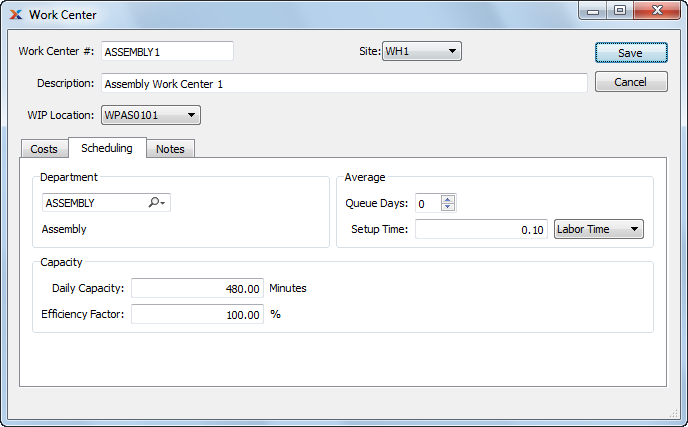 Work Center
Work Center #: ASSEMBLY1 Site: WH1 Save
Description: Assembly Work Center 1 Cancel
WIP Location: WPAS0101
Costs Scheduling Notes
Department Average
ASSEMBLY Queue Days: 0
Assembly Setup Time: 0.10 Labor Time
Capacity
Daily Capacity: 480.00 Minutes
Efficiency Factor: 100.00 %